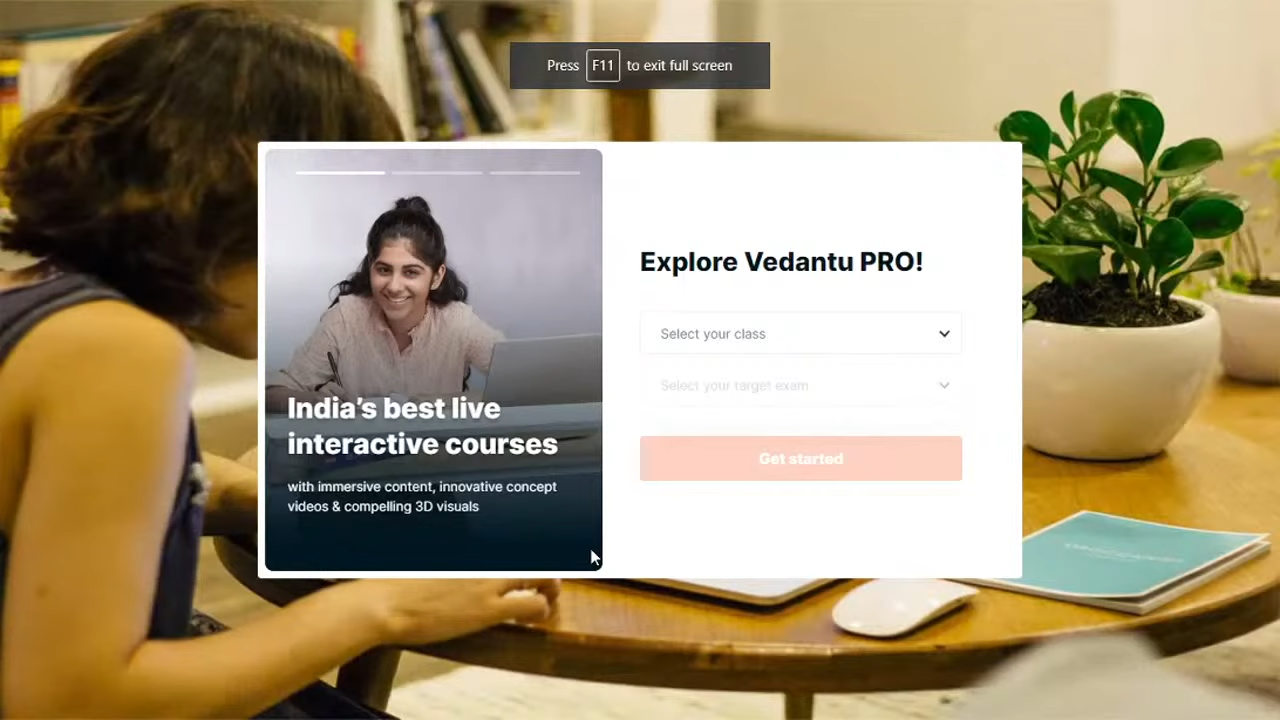 Press F11 to exit full screen
India's best live
interactive courses
with immersive content, innovative concept
videos & compelling 3D visuals
Explore Vedantu PRO!
Select your class
Select your target exam
Get started